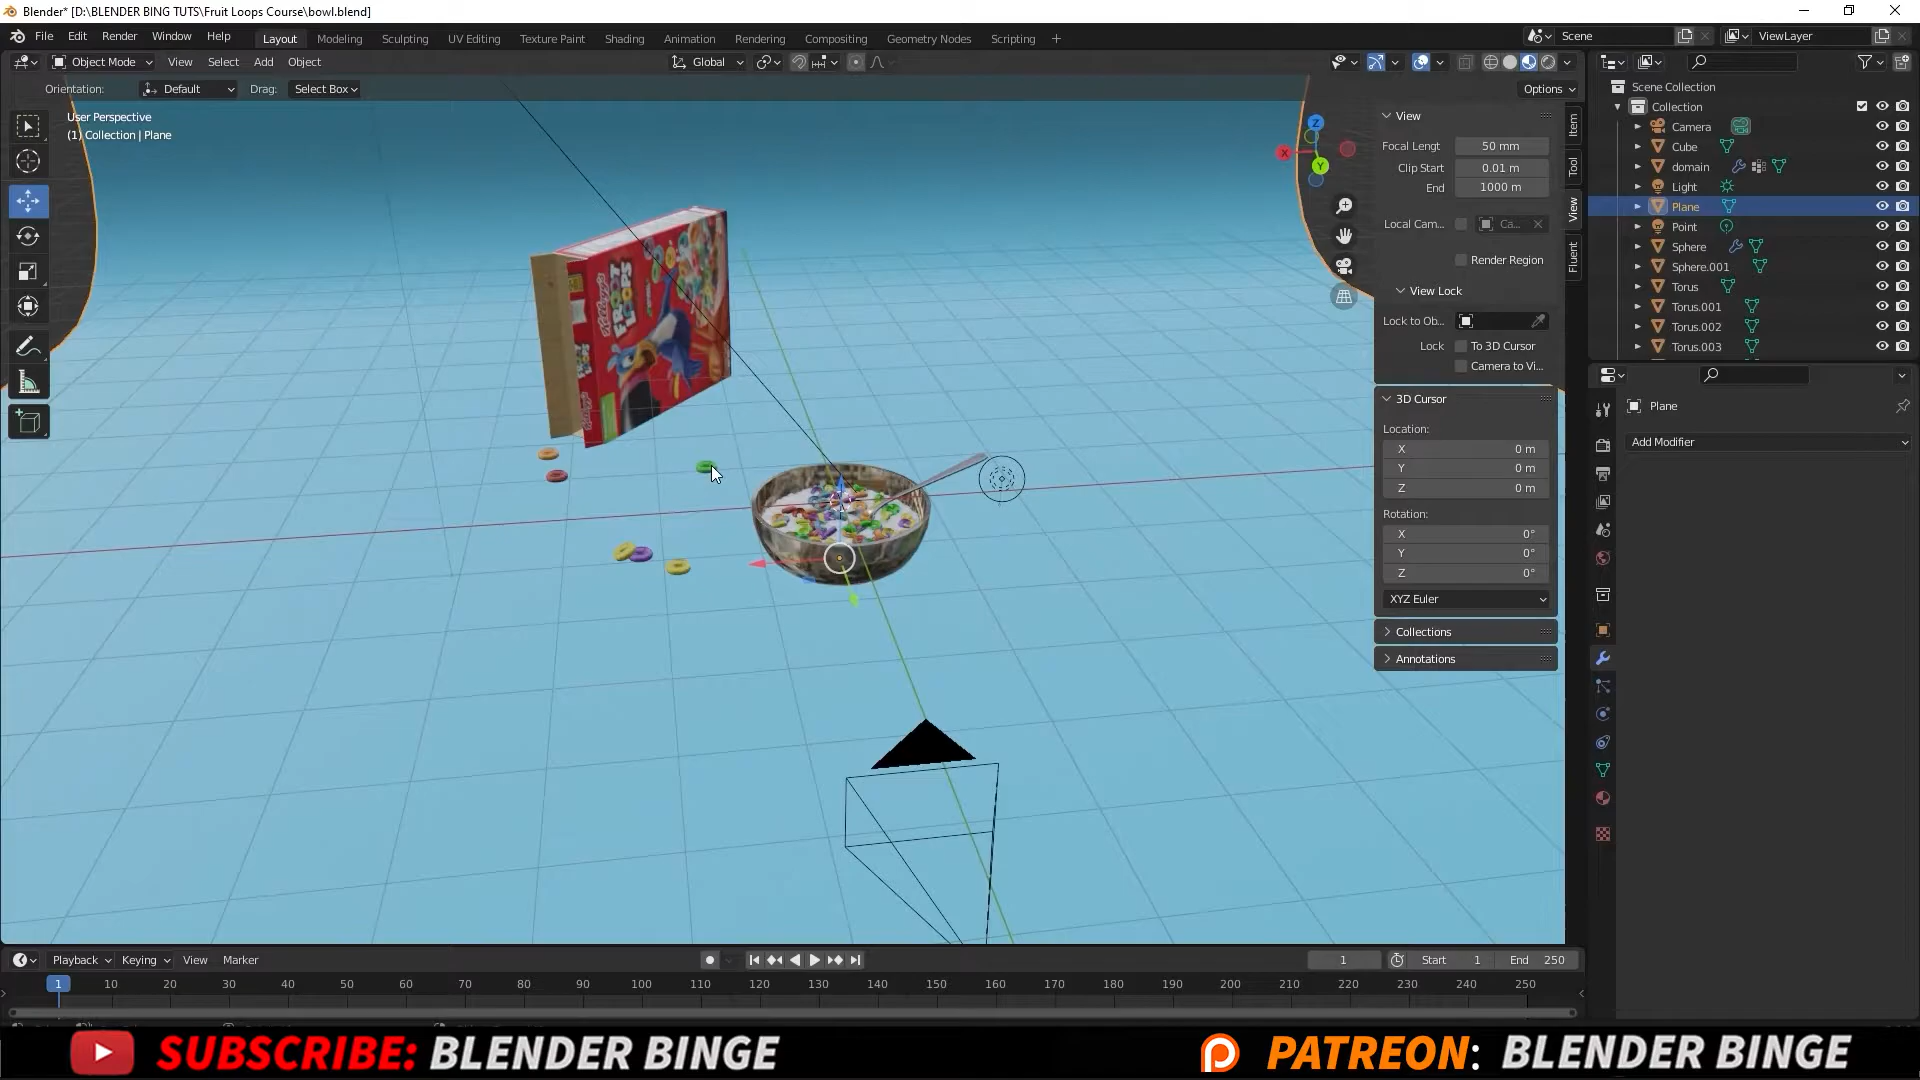 Blender* [D:\BLENDER BING TUTS\Fruit Loops Course\bowl.blend]
File Edit Render Window Help Layout Modeling Sculpting UV Editing Texture Paint Shading Animation Rendering Compositing Geometry Nodes Scripting + Scene ViewLayer
Object Mode View Select Add Object Global
Orientation: Default Drag: Select Box Options
User Perspective
(1) Collection | Plane
X
Y
Z
View
Focal Lengt 50 mm
Clip Start 0.01 m
End 1000 m
Local Cam... Ca...
Render Region
View Lock
Lock to Ob...
Lock To 3D Cursor
Camera to Vi...
3D Cursor
Location:
X 0 m
Y 0 m
Z 0 m
Rotation:
X 0°
Y 0°
Z 0°
XYZ Euler
Collections
Annotations
Item
Tool
View
Fluent
Scene Collection
Collection
Camera
Cube
domain
Light
Plane
Point
Sphere
Sphere.001
Torus
Torus.001
Torus.002
Torus.003
Plane
Add Modifier
Kellogg's
FROOT
LOOPS
Playback Keying View Marker 1 Start 1 End 250
1 10 20 30 40 50 60 70 80 90 100 110 120 130 140 150 160 170 180 190 200 210 220 230 240 250
SUBSCRIBE: BLENDER BINGE
PATREON: BLENDER BINGE